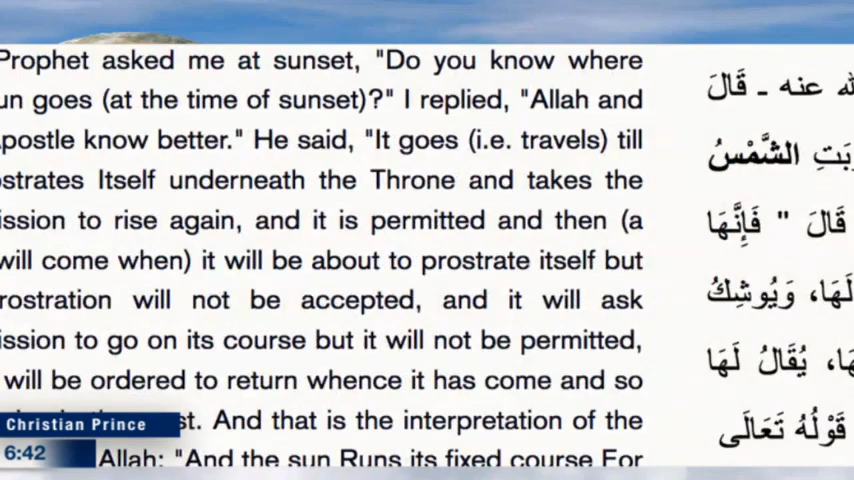 Prophet asked me at sunset, "Do you know where
un goes (at the time of sunset)?" I replied, "Allah and
postle know better." He said, "It goes (i.e. travels) till
ostrates Itself underneath the Throne and takes the
ission to rise again, and it is permitted and then (a
will come when) it will be about to prostrate itself but
rostration will not be accepted, and it will ask
ission to go on its course but it will not be permitted,
will be ordered to return whence it has come and so
st. And that is the interpretation of the
Allah: "And the sun Runs its fixed course For
الله عنه ـ قَالَ
رَبَتِ الشَّمْسُ
قَالَ " فَإِنَّهَا
لَهَا، وَيُوشِكُ
هَا، يُقَالُ لَهَا
قَوْلُهُ تَعَالَى
Christian Prince
6:42